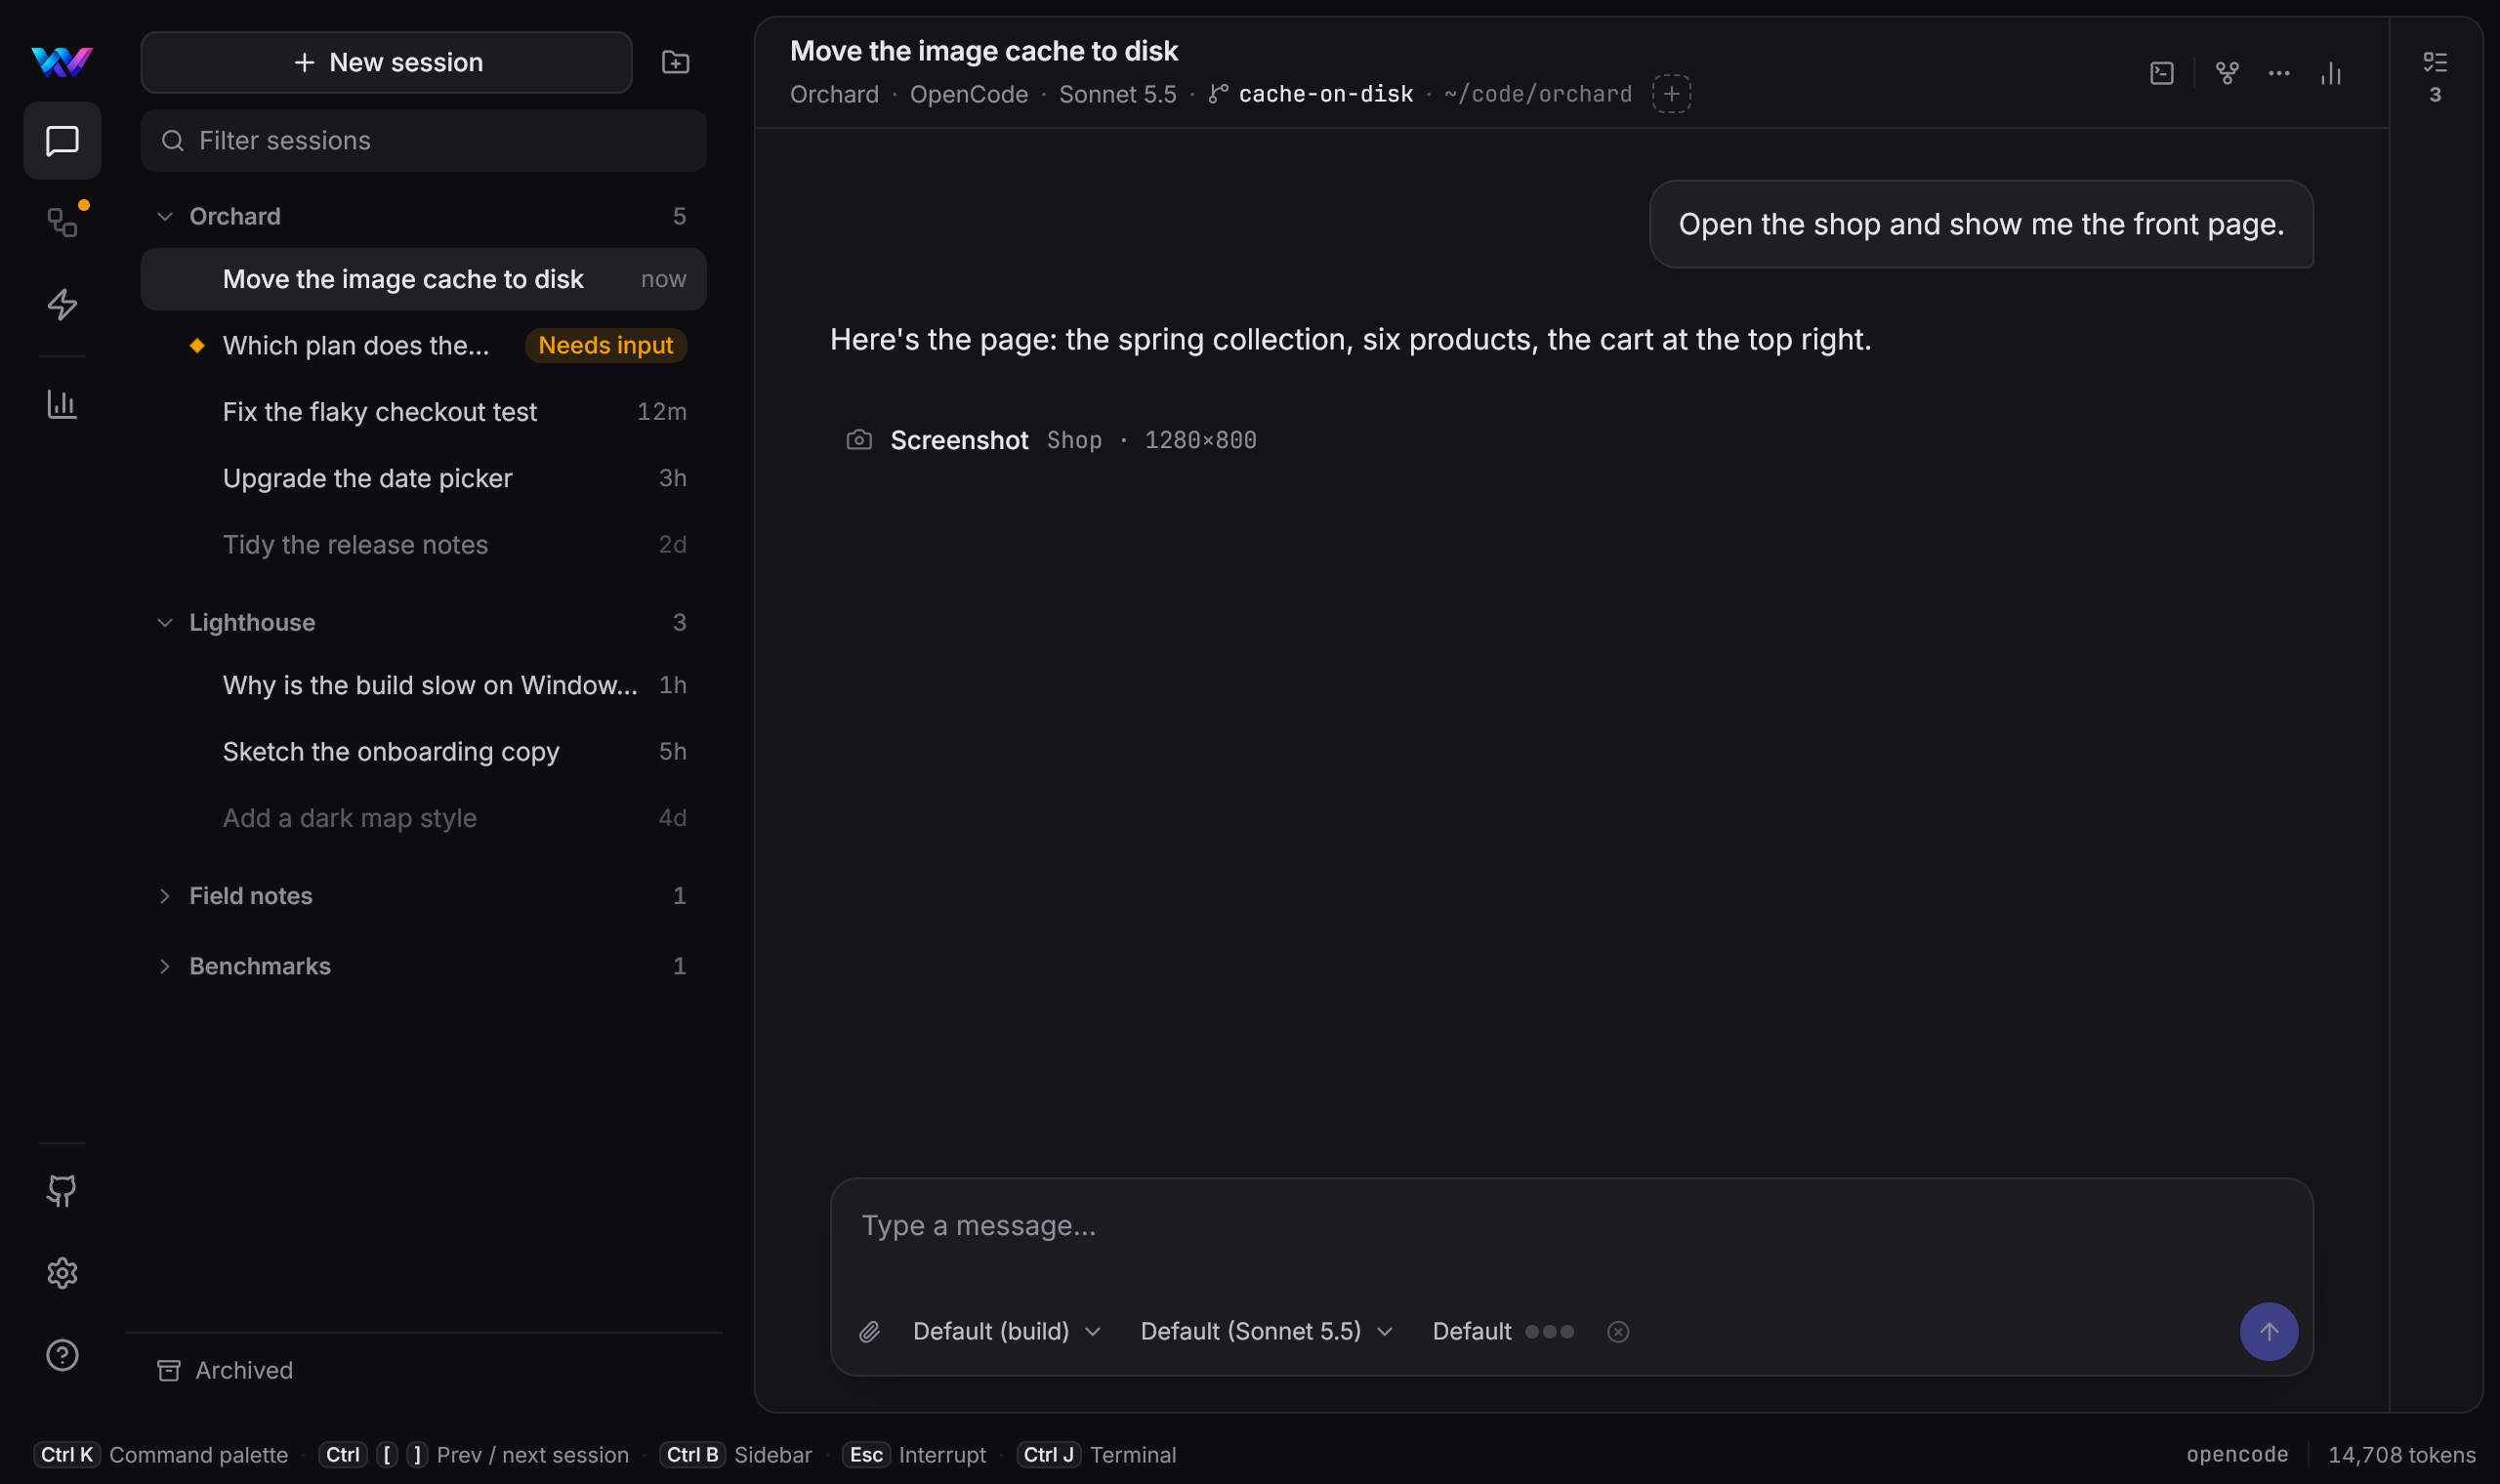 New session
Filter sessions
Orchard 5
Move the image cache to disk now
Which plan does the... Needs input
Fix the flaky checkout test 12m
Upgrade the date picker 3h
Tidy the release notes 2d
Lighthouse 3
Why is the build slow on Window... 1h
Sketch the onboarding copy 5h
Add a dark map style 4d
Field notes 1
Benchmarks 1
Archived
Move the image cache to disk
Orchard · OpenCode · Sonnet 5.5 · cache-on-disk · ~/code/orchard
3
Open the shop and show me the front page.
Here's the page: the spring collection, six products, the cart at the top right.
Screenshot Shop · 1280×800
Type a message...
Default (build) Default (Sonnet 5.5) Default
Ctrl K Command palette · Ctrl [ ] Prev / next session · Ctrl B Sidebar · Esc Interrupt · Ctrl J Terminal
opencode 14,708 tokens